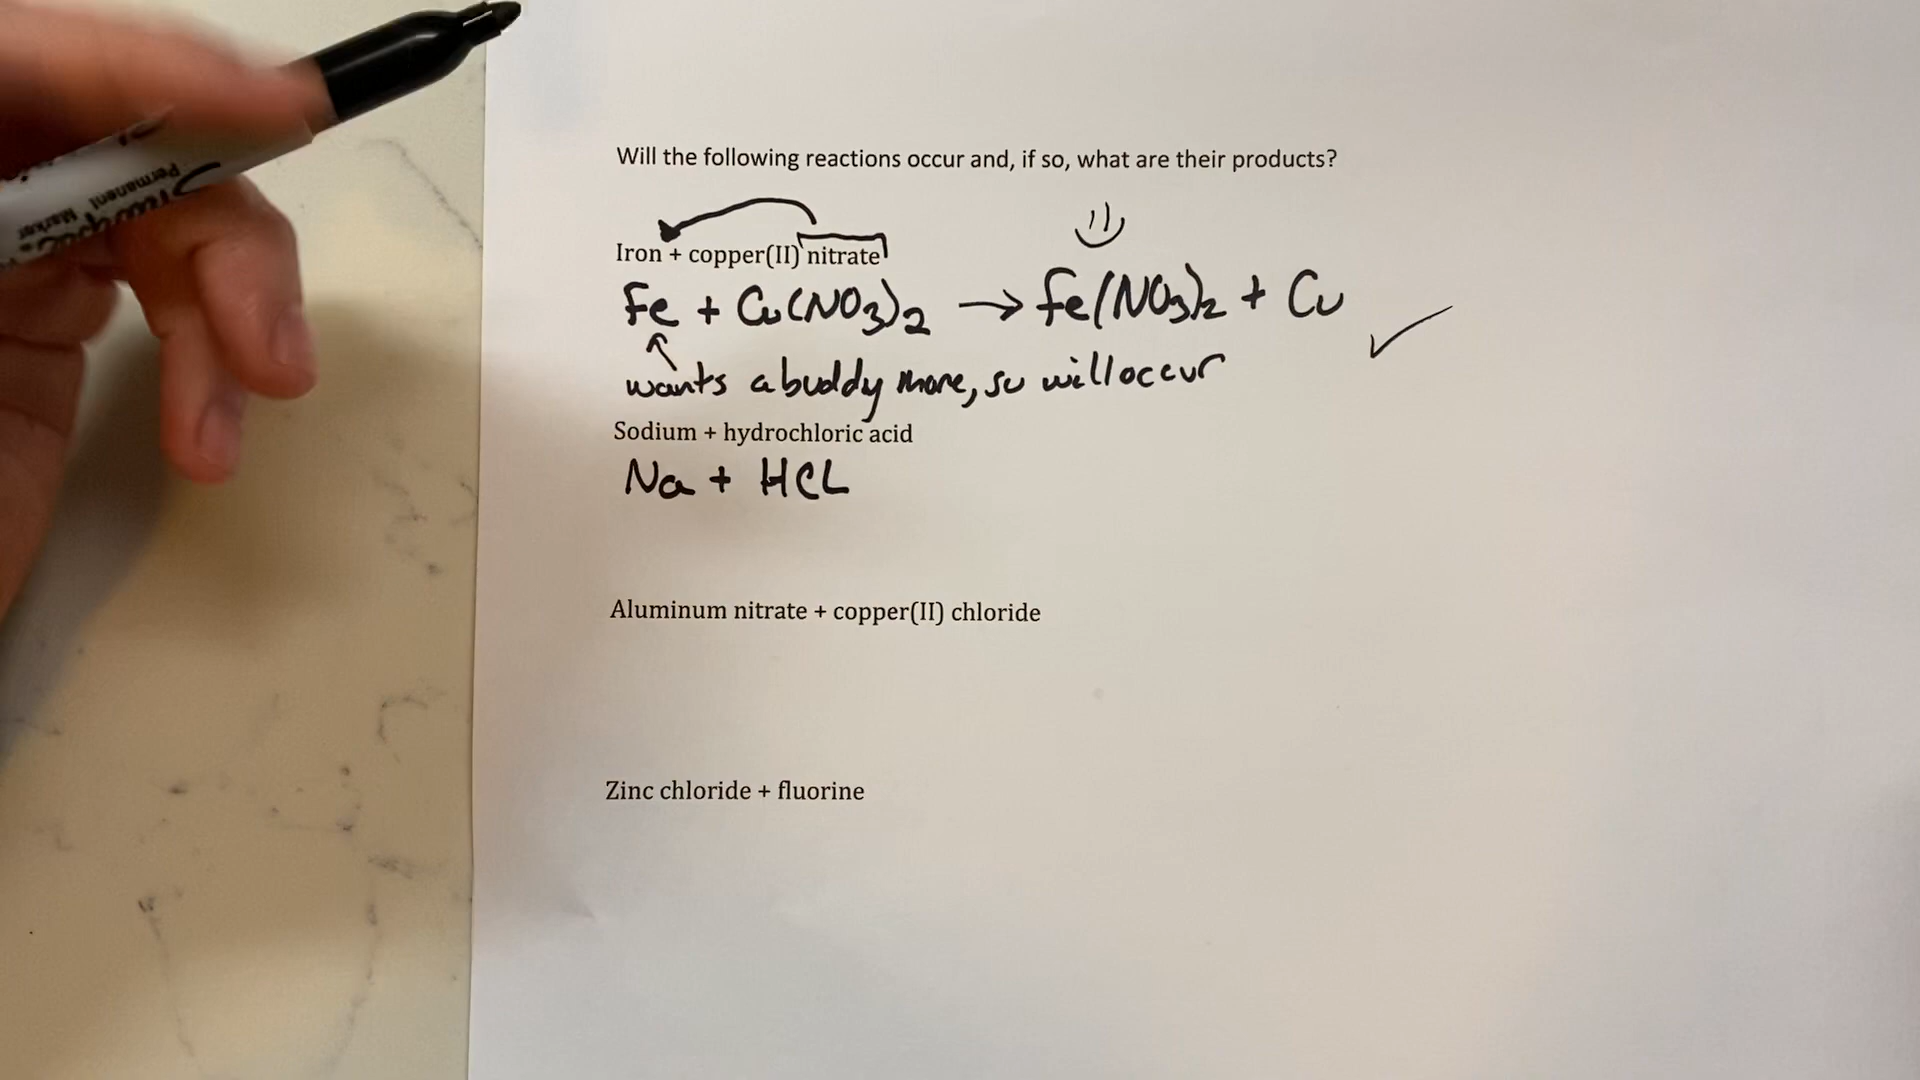 Permanent Marker
Will the following reactions occur and, if so, what are their products?
Iron + copper(II) nitrate
Fe + Cu(NO3)2 → Fe(NO3)2 + Cu ✓
wants a buddy more, so will occur
Sodium + hydrochloric acid
Na + HCL
Aluminum nitrate + copper(II) chloride
Zinc chloride + fluorine